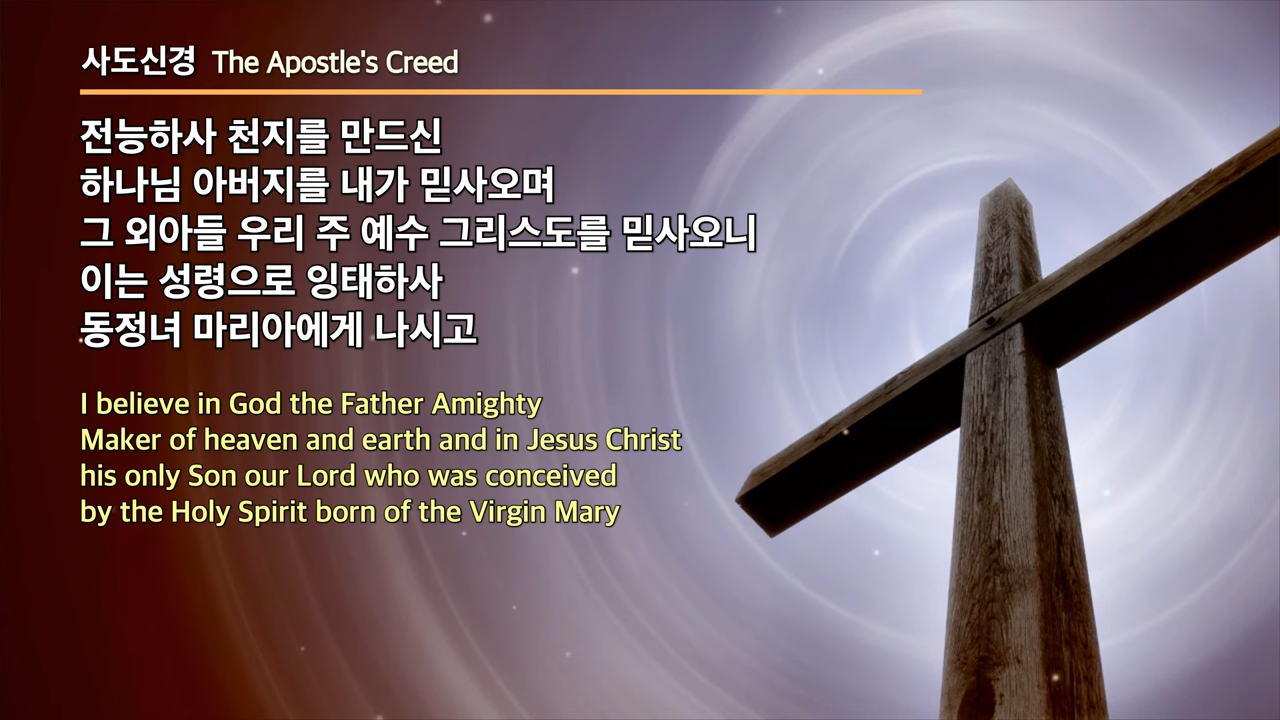 사도신경 The Apostle's Creed
전능하사 천지를 만드신
하나님 아버지를 내가 믿사오며
그 외아들 우리 주 예수 그리스도를 믿사오니
이는 성령으로 잉태하사
동정녀 마리아에게 나시고
I believe in God the Father Amighty
Maker of heaven and earth and in Jesus Christ
his only Son our Lord who was conceived
by the Holy Spirit born of the Virgin Mary